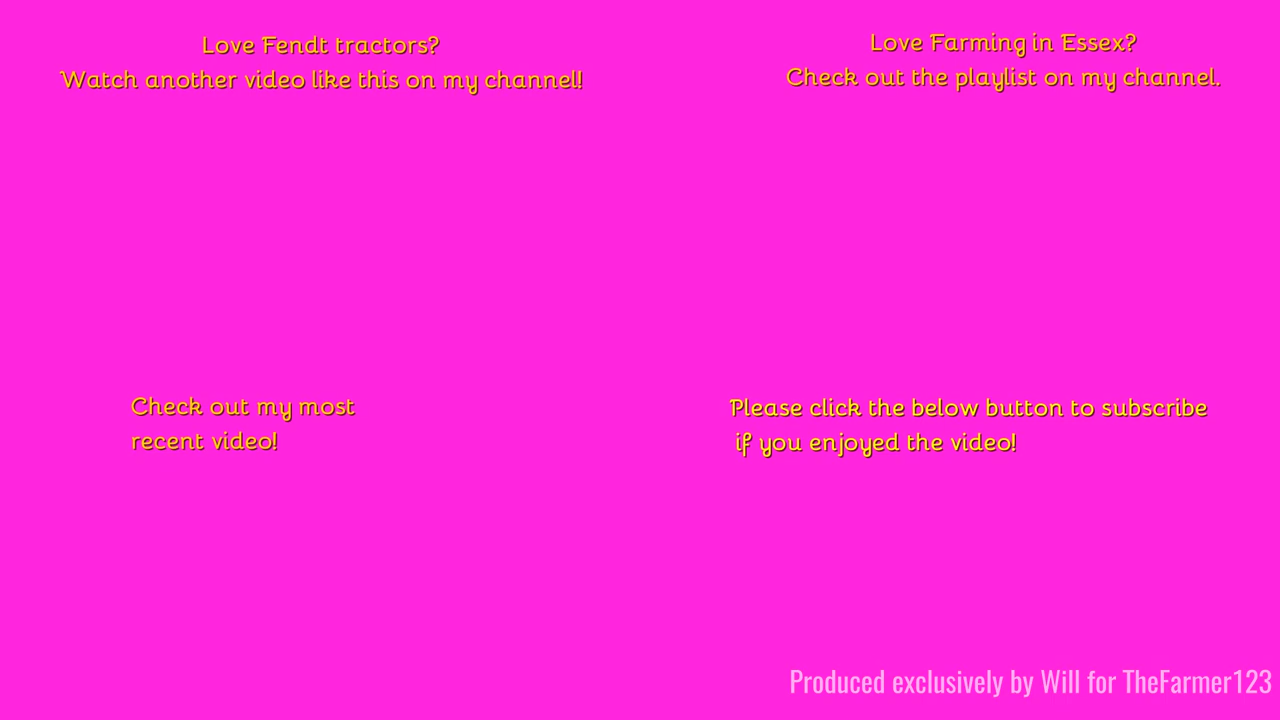 Love Fendt tractors?
Watch another video like this on my channel!
Love Farming in Essex?
Check out the playlist on my channel.
Check out my most
recent video!
Please click the below button to subscribe
if you enjoyed the video!
Produced exclusively by Will for TheFarmer123